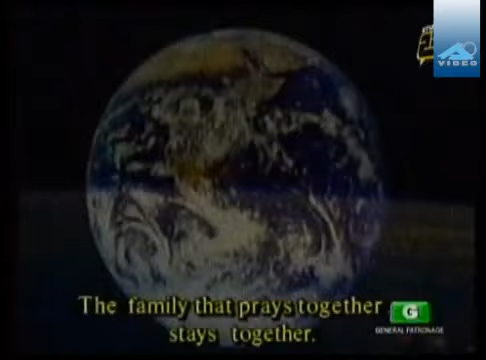 VIDEO
The family that prays together
stays together.
G
GENERAL PATRONAGE